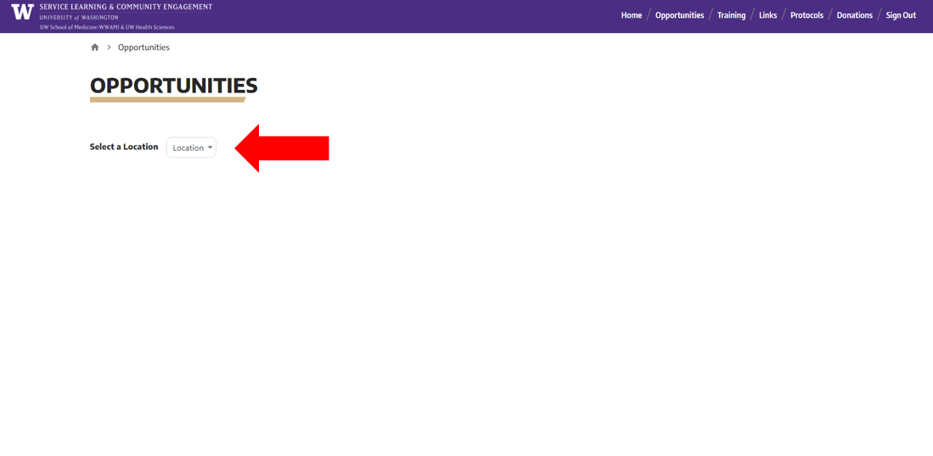 W
SERVICE LEARNING & COMMUNITY ENGAGEMENT
UNIVERSITY of WASHINGTON
UW School of Medicine/WWAMI & UW Health Sciences
Home / Opportunities / Training / Links / Protocols / Donations / Sign Out
> Opportunities
OPPORTUNITIES
Select a Location Location